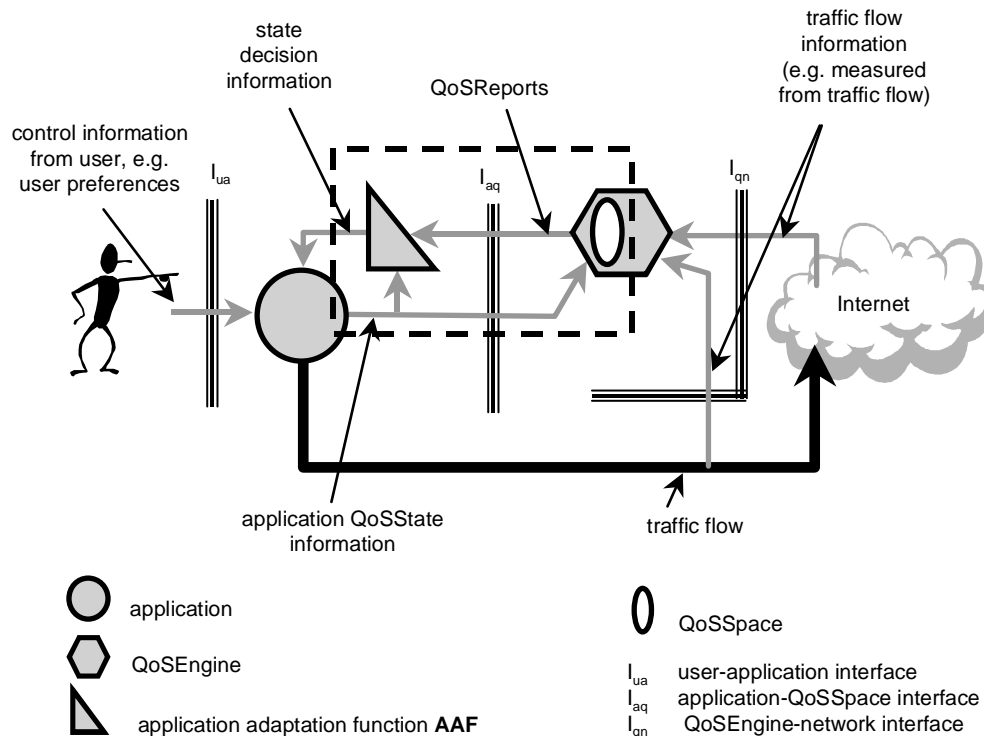 state
decision
information
QoSReports
traffic flow
information
(e.g. measured
from traffic flow)
control information
from user, e.g.
user preferences
I_ua
I_aq
I_qn
Internet
application QoSState
information
traffic flow
application
QoSEngine
application adaptation function AAF
QoSSpace
I_ua user-application interface
I_aq application-QoSSpace interface
I_qn QoSEngine-network interface